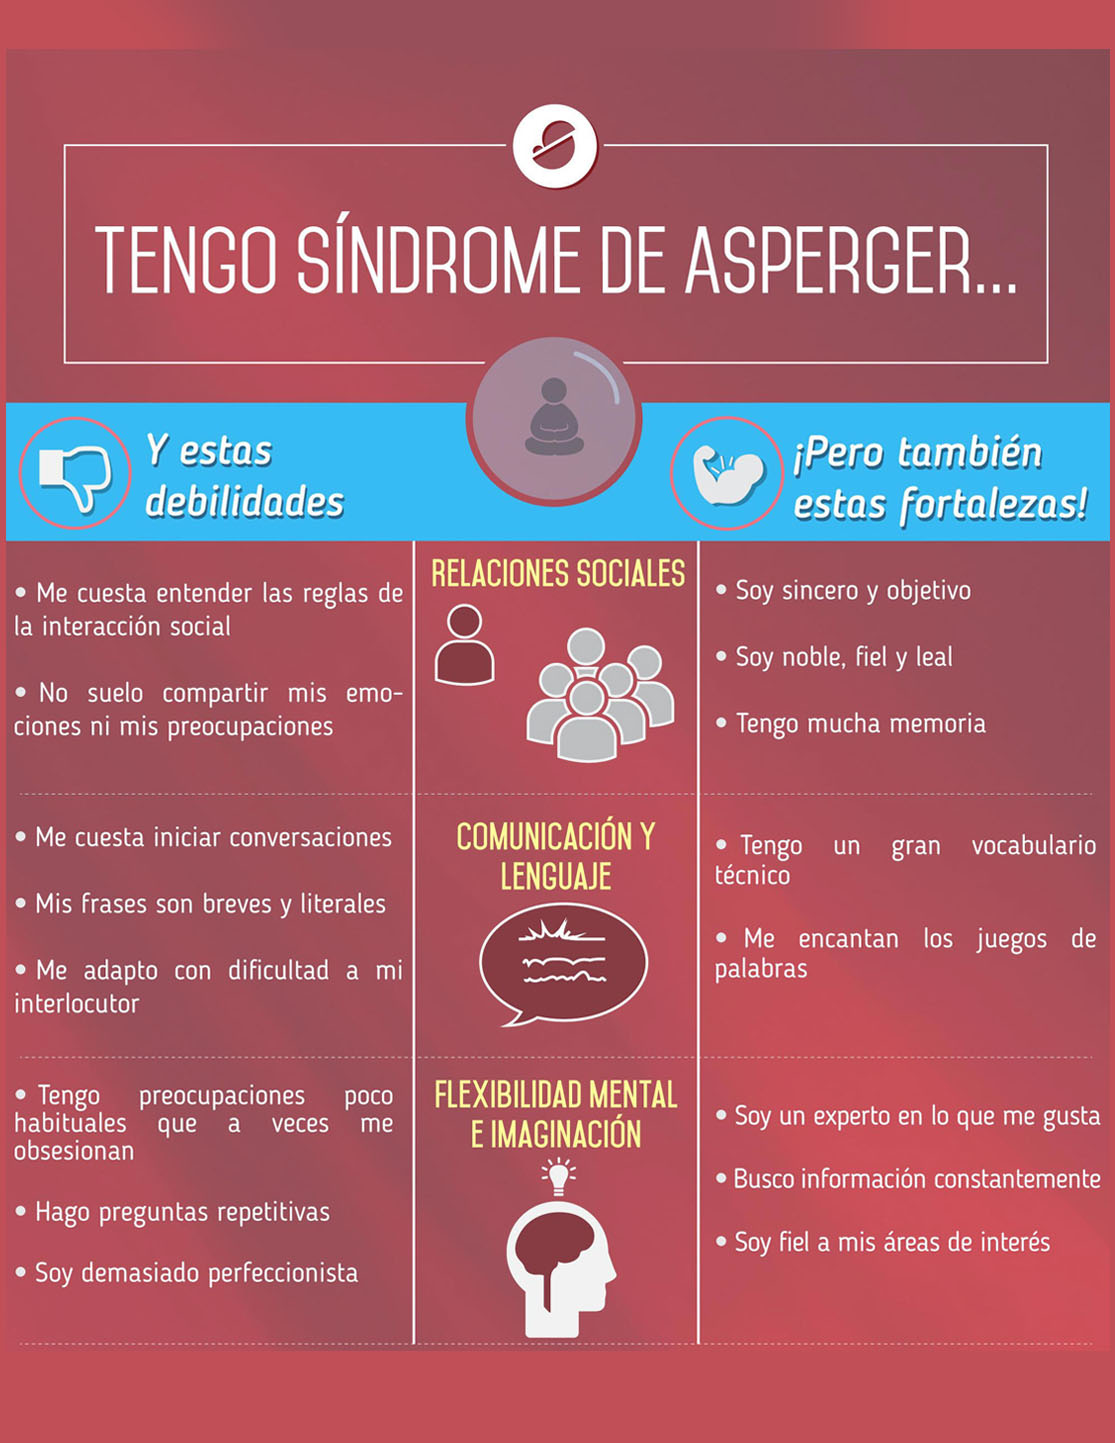 TENGO SÍNDROME DE ASPERGER...
Y estas
debilidades
¡Pero también
estas fortalezas!
RELACIONES SOCIALES
• Me cuesta entender las reglas de
la interacción social
• No suelo compartir mis emo-
ciones ni mis preocupaciones
• Soy sincero y objetivo
• Soy noble, fiel y leal
• Tengo mucha memoria
COMUNICACIÓN Y
LENGUAJE
• Me cuesta iniciar conversaciones
• Mis frases son breves y literales
• Me adapto con dificultad a mi
interlocutor
• Tengo un gran vocabulario
técnico
• Me encantan los juegos de
palabras
FLEXIBILIDAD MENTAL
E IMAGINACIÓN
• Tengo preocupaciones poco
habituales que a veces me
obsesionan
• Hago preguntas repetitivas
• Soy demasiado perfeccionista
• Soy un experto en lo que me gusta
• Busco información constantemente
• Soy fiel a mis áreas de interés